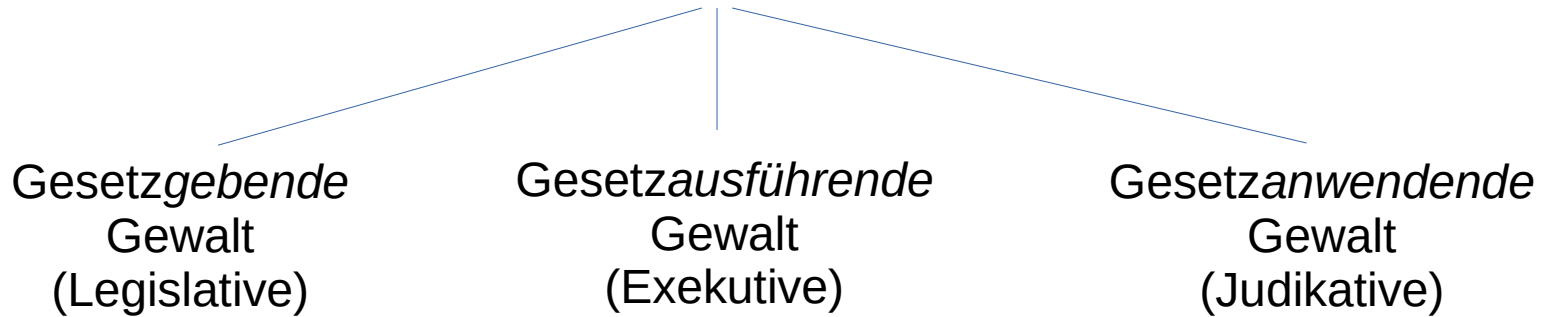 Gesetzgebende
Gewalt
(Legislative)
Gesetzausführende
Gewalt
(Exekutive)
Gesetzanwendende
Gewalt
(Judikative)